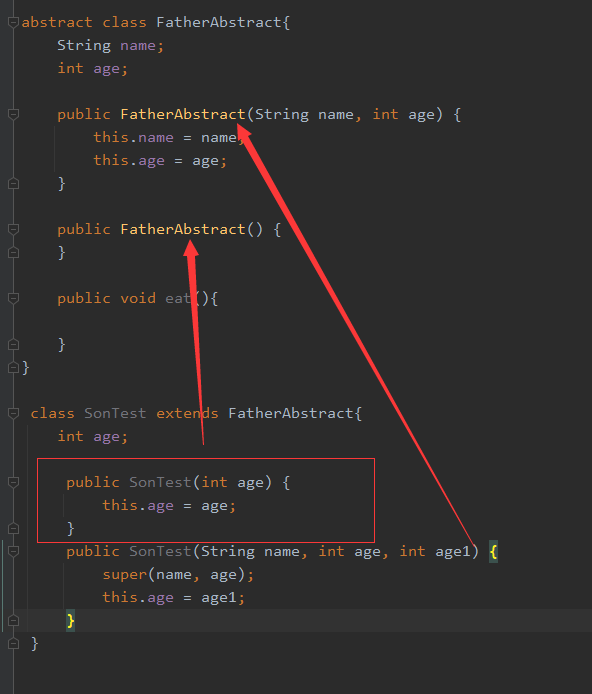 abstract class FatherAbstract{
String name;
int age;
public FatherAbstract(String name, int age) {
this.name = name;
this.age = age;
}
public FatherAbstract() {
}
public void eat(){
}
}
class SonTest extends FatherAbstract{
int age;
public SonTest(int age) {
this.age = age;
}
public SonTest(String name, int age, int age1) {
super(name, age);
this.age = age1;
}
}